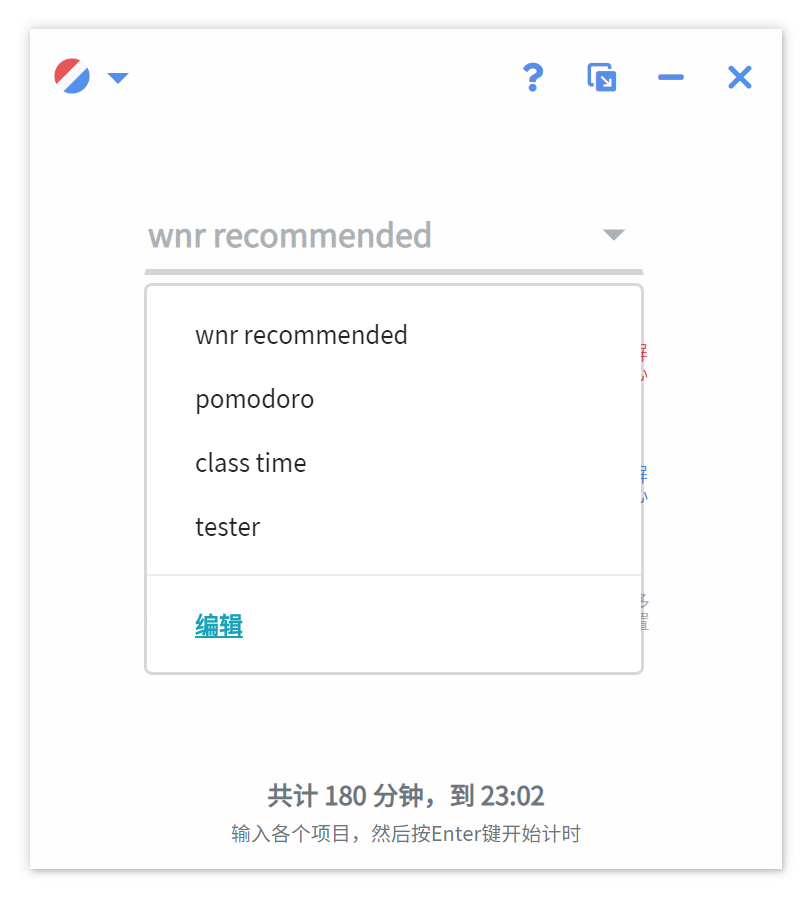 wnr recommended
wnr recommended
pomodoro
class time
tester
编辑
共计 180 分钟，到 23:02
输入各个项目，然后按Enter键开始计时